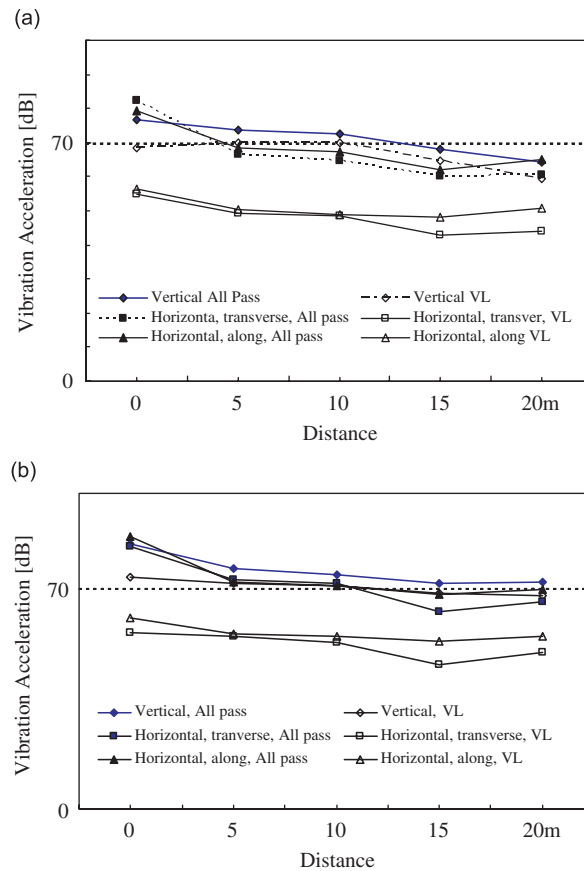 (a)
Vibration Acceleration [dB]
70
0
Vertical All Pass
Vertical VL
Horizonta, transverse, All pass
Horizontal, transver, VL
Horizontal, along, All pass
Horizontal, along VL
0 5 10 15 20m
Distance
(b)
Vibration Acceleration [dB]
70
0
Vertical, All pass
Vertical, VL
Horizontal, tranverse, All pass
Horizontal, transverse, VL
Horizontal, along, All pass
Horizontal, along, VL
0 5 10 15 20m
Distance